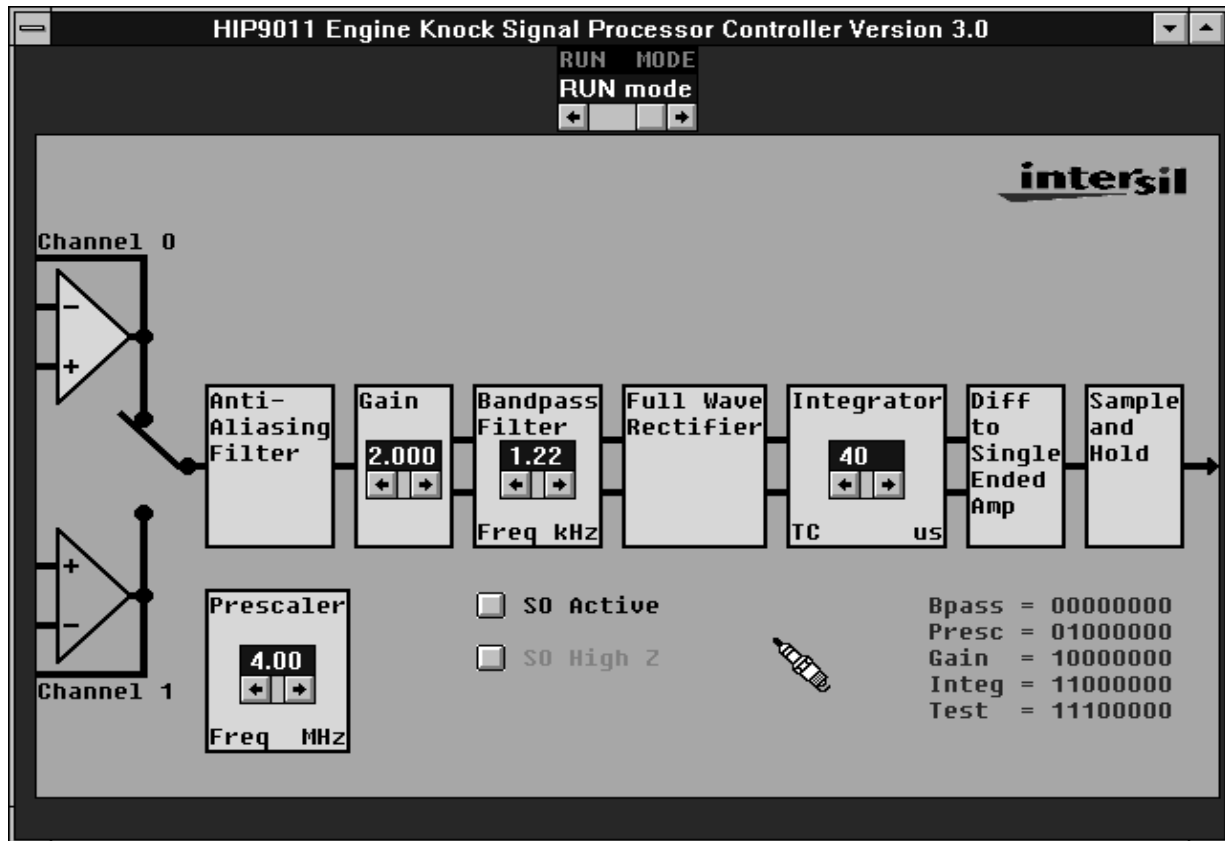 HIP9011 Engine Knock Signal Processor Controller Version 3.0
RUN MODE
RUN mode
intersil
Channel 0
−
+
Anti-
Aliasing
Filter
Gain
2.000
Bandpass
Filter
1.22
Freq kHz
Full Wave
Rectifier
Integrator
40
TC us
Diff
to
Single
Ended
Amp
Sample
and
Hold
+
−
Channel 1
Prescaler
4.00
Freq MHz
SO Active
SO High Z
Bpass = 00000000
Presc = 01000000
Gain = 10000000
Integ = 11000000
Test = 11100000